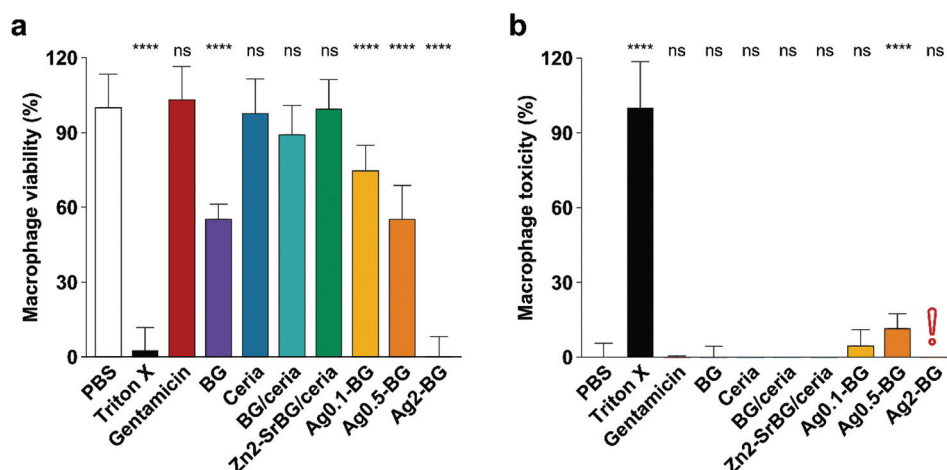 a
**** ns **** ns ns ns **** **** ****
Macrophage viability (%)
120
90
60
30
0
PBS
Triton X
Gentamicin
BG
Ceria
BG/ceria
Zn2-SrBG/ceria
Ag0.1-BG
Ag0.5-BG
Ag2-BG
b
**** ns ns ns ns ns ns **** ns
Macrophage toxicity (%)
120
90
60
30
0
!
PBS
Triton X
Gentamicin
BG
Ceria
BG/ceria
Zn2-SrBG/ceria
Ag0.1-BG
Ag0.5-BG
Ag2-BG